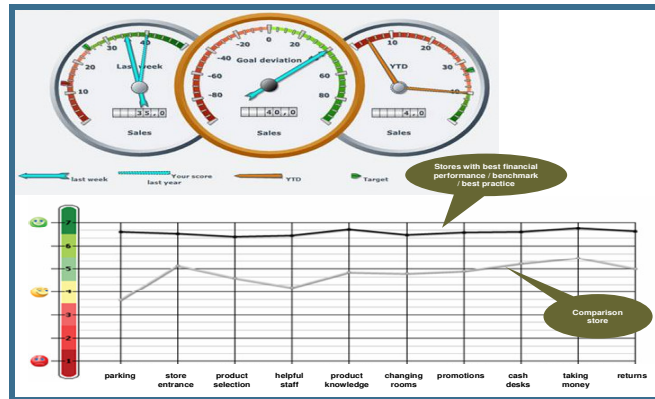 0
-20
20
30
40
10
-40
Goal deviation
Last week
YTD
20
30
-60
60
10
-80
80
35,0
40,0
4,0
Sales
Sales
Sales
last week
Your score
last year
YTD
Target
Stores with best financial
performance / benchmark
/ best practice
7
6
5
4
3
2
1
Comparison
store
parking
store
entrance
product
selection
helpful
staff
product
knowledge
changing
rooms
promotions
cash
desks
taking
money
returns